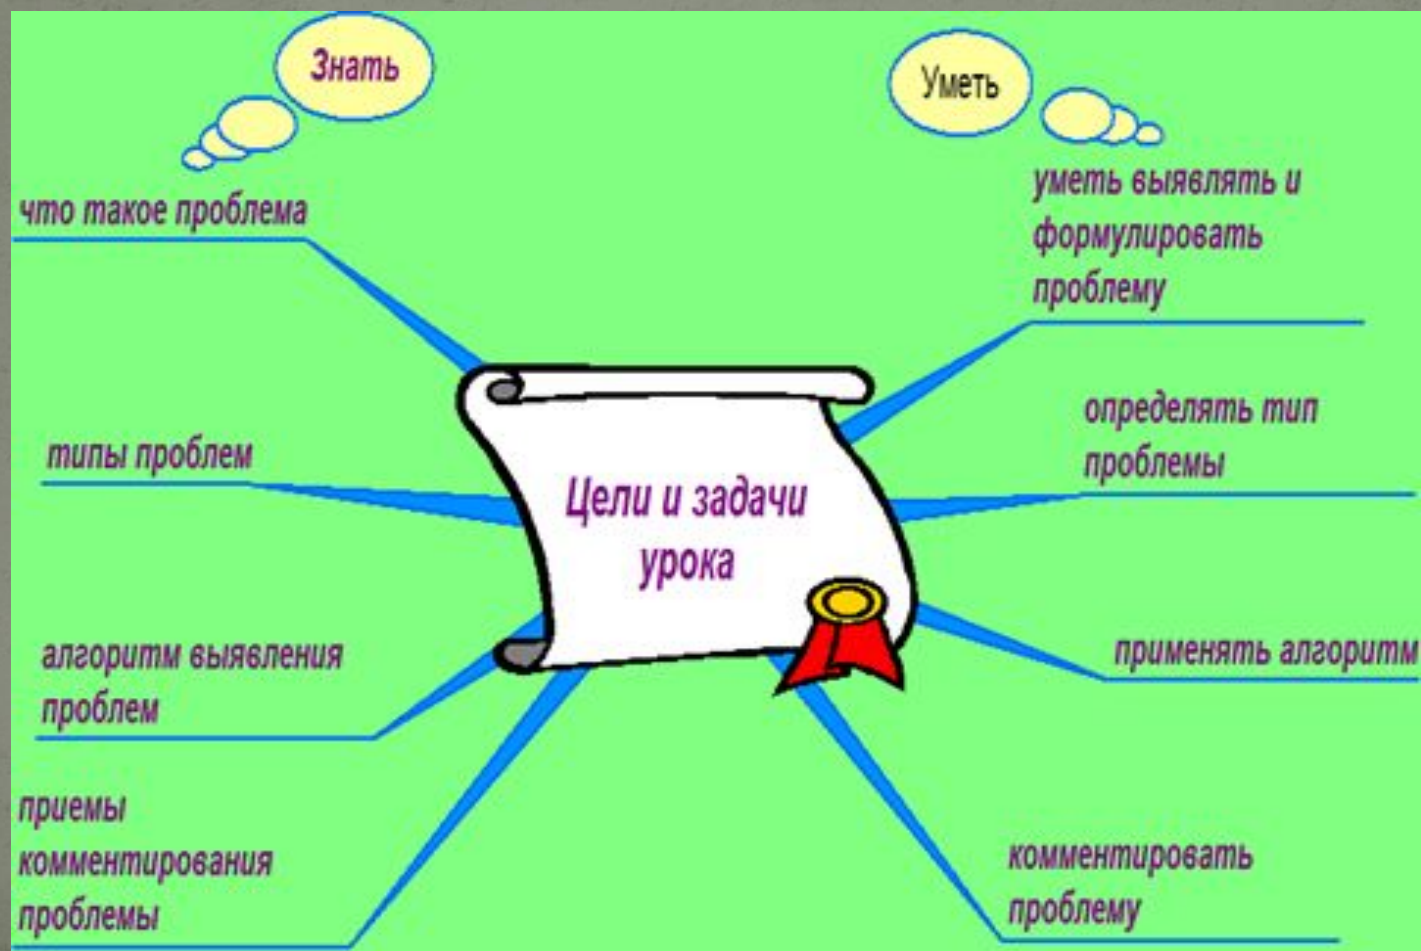 Знать
что такое проблема
типы проблем
алгоритм выявления
проблем
приемы
комментирования
проблемы
Цели и задачи
урока
Уметь
уметь выявлять и
формулировать
проблему
определять тип
проблемы
применять алгоритм
комментировать
проблему